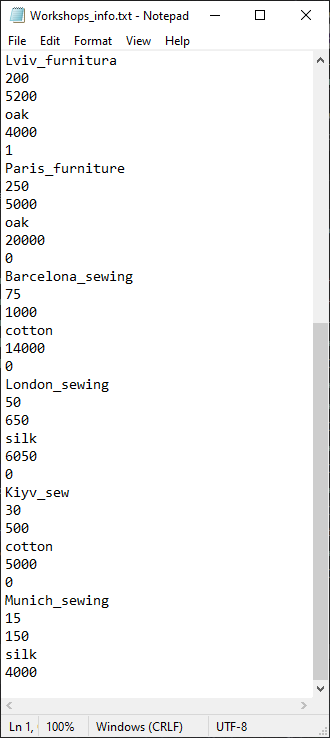 Workshops_info.txt - Notepad
File Edit Format View Help
Lviv_furnitura
200
5200
oak
4000
1
Paris_furniture
250
5000
oak
20000
0
Barcelona_sewing
75
1000
cotton
14000
0
London_sewing
50
650
silk
6050
0
Kiyv_sew
30
500
cotton
5000
0
Munich_sewing
15
150
silk
4000
Ln 1, 100% Windows (CRLF) UTF-8